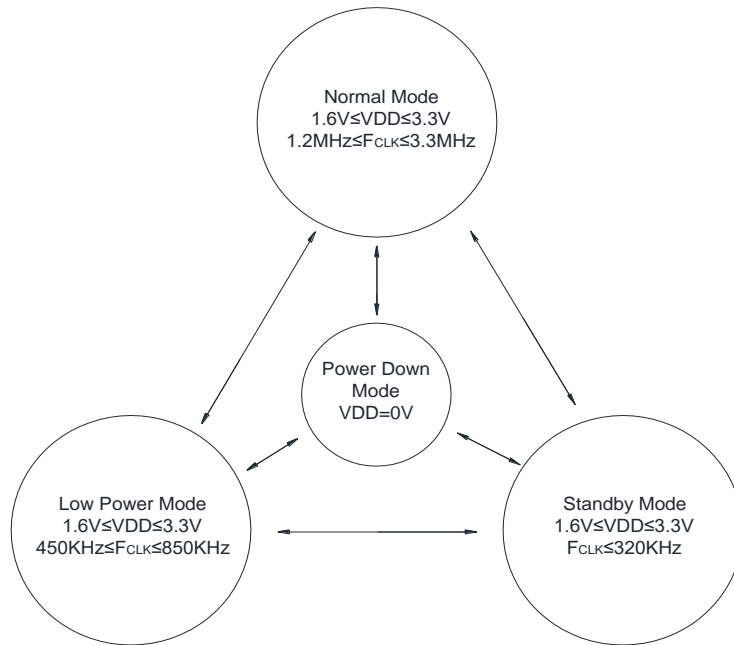 Normal Mode
1.6V≤VDD≤3.3V
1.2MHz≤FCLK≤3.3MHz
Power Down
Mode
VDD=0V
Low Power Mode
1.6V≤VDD≤3.3V
450KHz≤FCLK≤850KHz
Standby Mode
1.6V≤VDD≤3.3V
FCLK≤320KHz